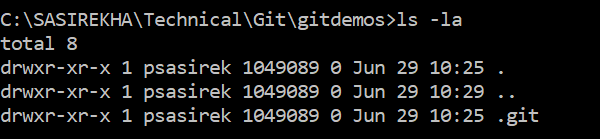 C:\SASIREKHA\Technical\Git\gitdemos>ls -la
total 8
drwxr-xr-x 1 psasirek 1049089 0 Jun 29 10:25 .
drwxr-xr-x 1 psasirek 1049089 0 Jun 29 10:29 ..
drwxr-xr-x 1 psasirek 1049089 0 Jun 29 10:25 .git